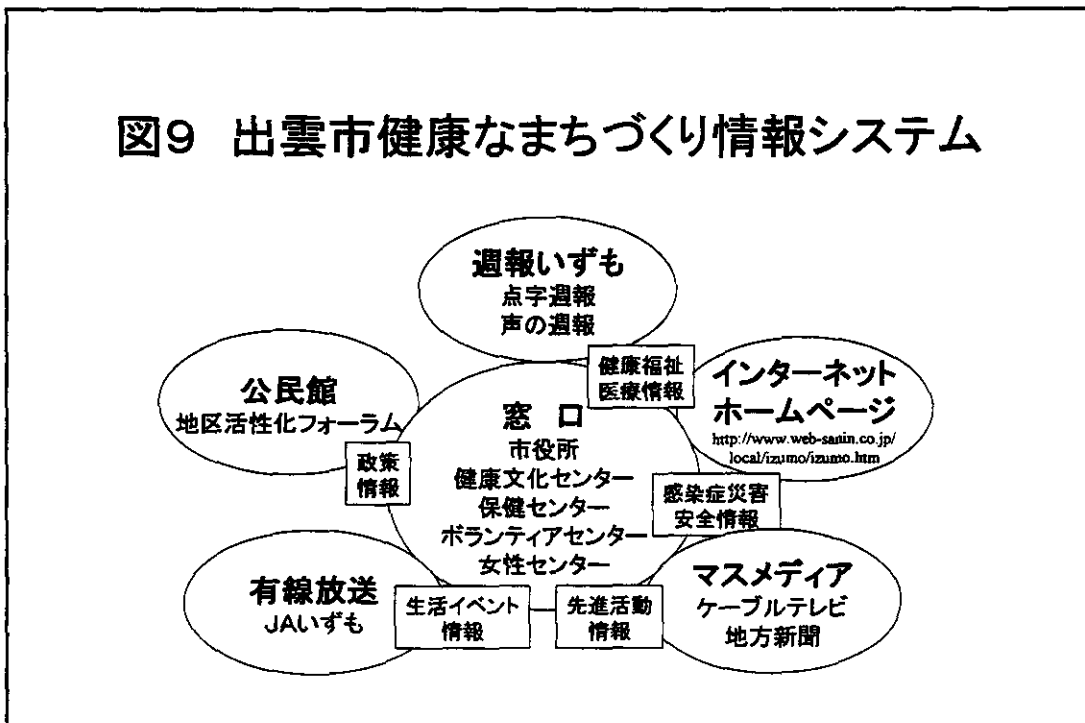 図9 出雲市健康なまちづくり情報システム
週報いずも
点字週報
声の週報
健康福祉
医療情報
インターネット
ホームページ
http://www.web-sanin.co.jp/
local/izumo/izumo.htm
公民館
地区活性化フォーラム
政策
情報
窓 口
市役所
健康文化センター
保健センター
ボランティアセンター
女性センター
感染症災害
安全情報
有線放送
JAいずも
生活イベント
情報
先進活動
情報
マスメディア
ケーブルテレビ
地方新聞